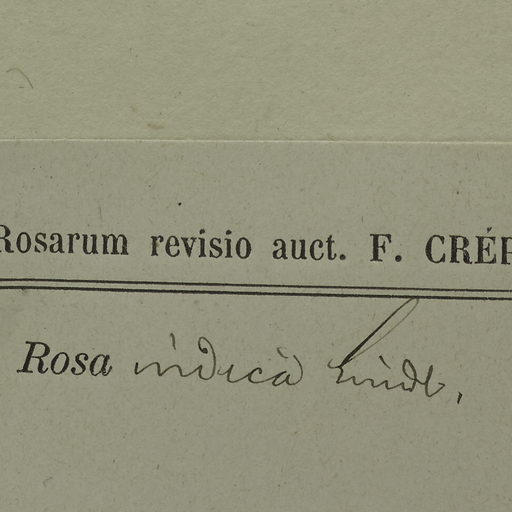 Rosarum revisio auct. F. CRÉP
Rosa indica Lindl.